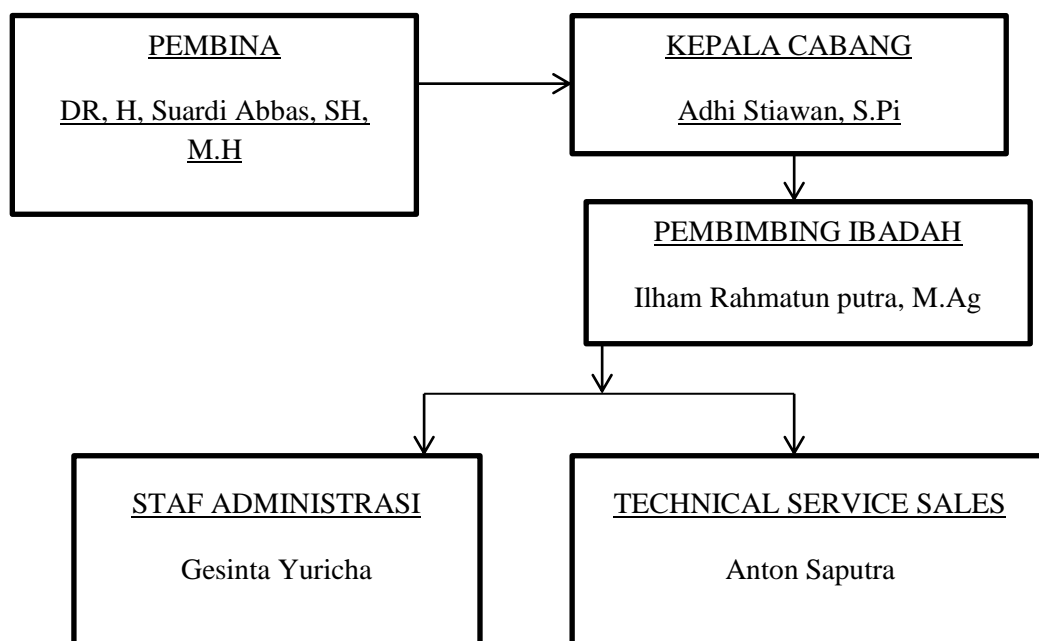 PEMBINA
DR, H, Suardi Abbas, SH,
M.H
KEPALA CABANG
Adhi Stiawan, S.Pi
PEMBIMBING IBADAH
Ilham Rahmatun putra, M.Ag
STAF ADMINISTRASI
Gesinta Yuricha
TECHNICAL SERVICE SALES
Anton Saputra